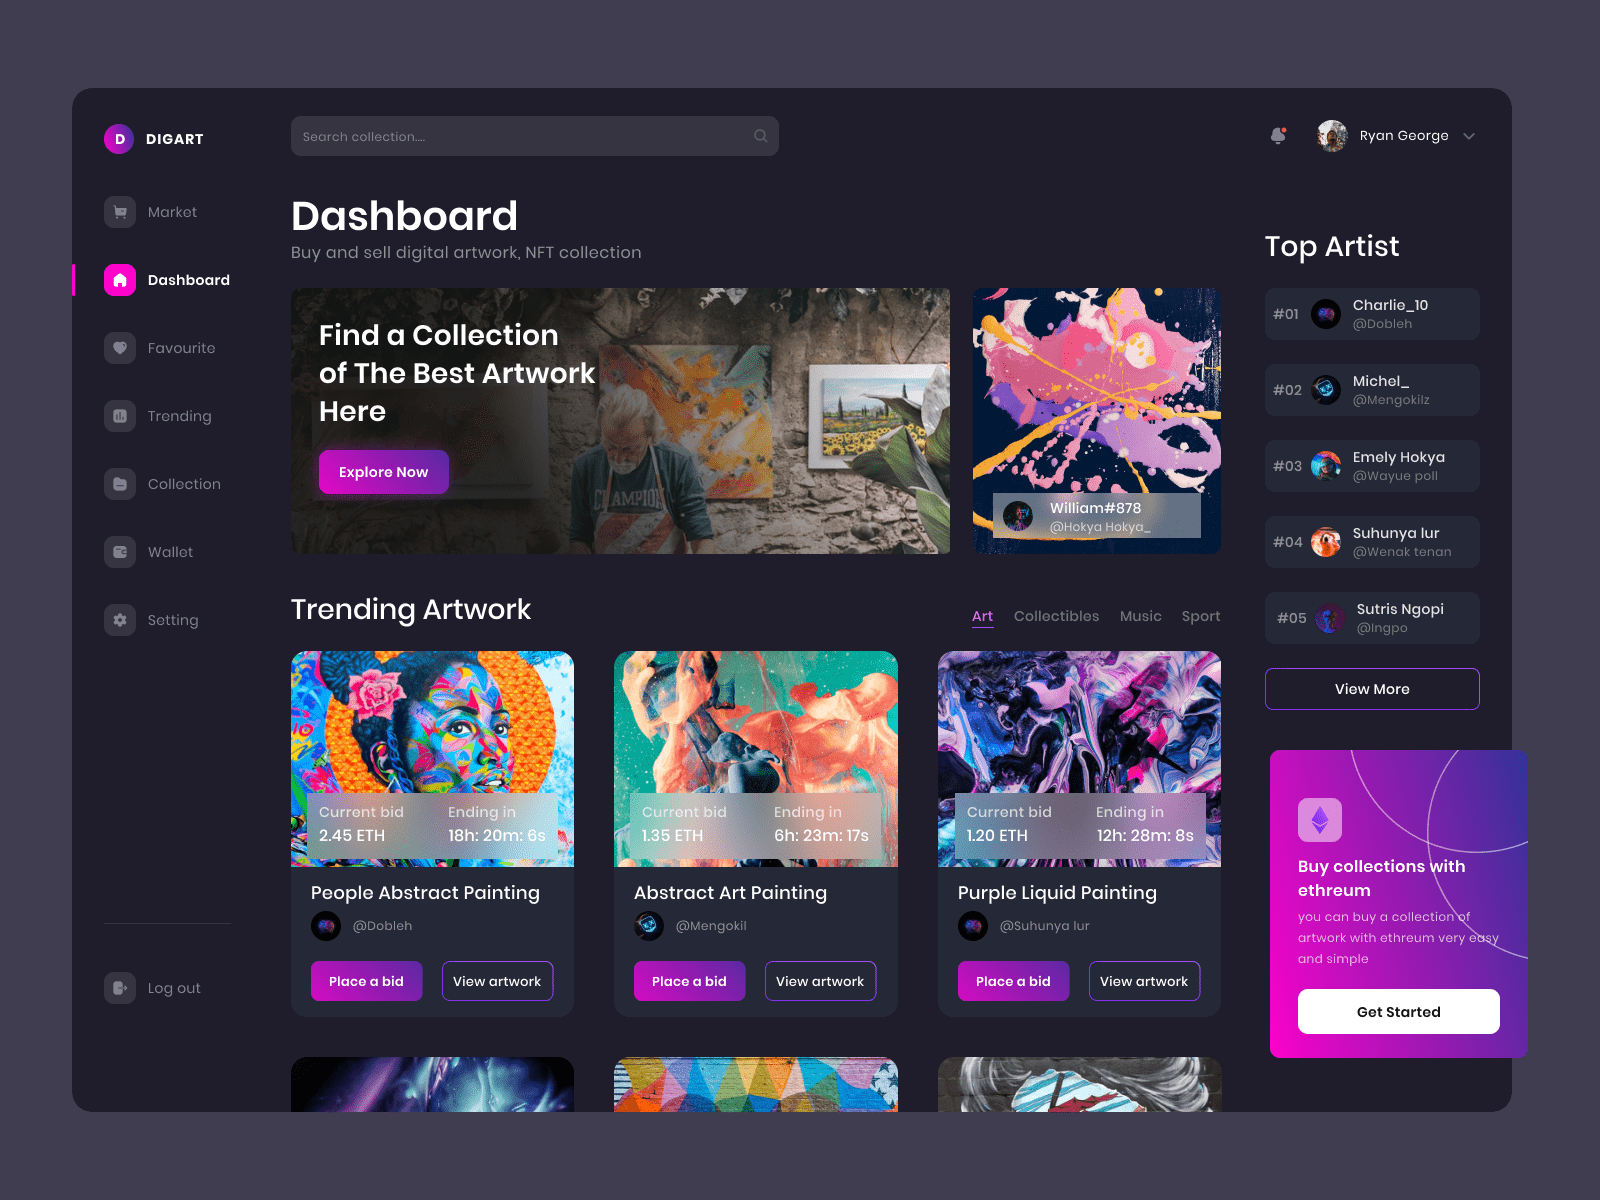 D DIGART
Search collection....
Ryan George
Market
Dashboard
Favourite
Trending
Collection
Wallet
Setting
Log out
Dashboard
Buy and sell digital artwork, NFT collection
Find a Collection
of The Best Artwork
Here
Explore Now
CHAMPION
William#878
@Hokya Hokya_
Trending Artwork
Art Collectibles Music Sport
Current bid Ending in
2.45 ETH 18h: 20m: 6s
People Abstract Painting
@Dobleh
Place a bid View artwork
Current bid Ending in
1.35 ETH 6h: 23m: 17s
Abstract Art Painting
@Mengokil
Place a bid View artwork
Current bid Ending in
1.20 ETH 12h: 28m: 8s
Purple Liquid Painting
@Suhunya lur
Place a bid View artwork
Top Artist
#01 Charlie_10
@Dobleh
#02 Michel_
@Mengokilz
#03 Emely Hokya
@Wayue poll
#04 Suhunya lur
@Wenak tenan
#05 Sutris Ngopi
@Ingpo
View More
Buy collections with
ethreum
you can buy a collection of
artwork with ethreum very easy
and simple
Get Started